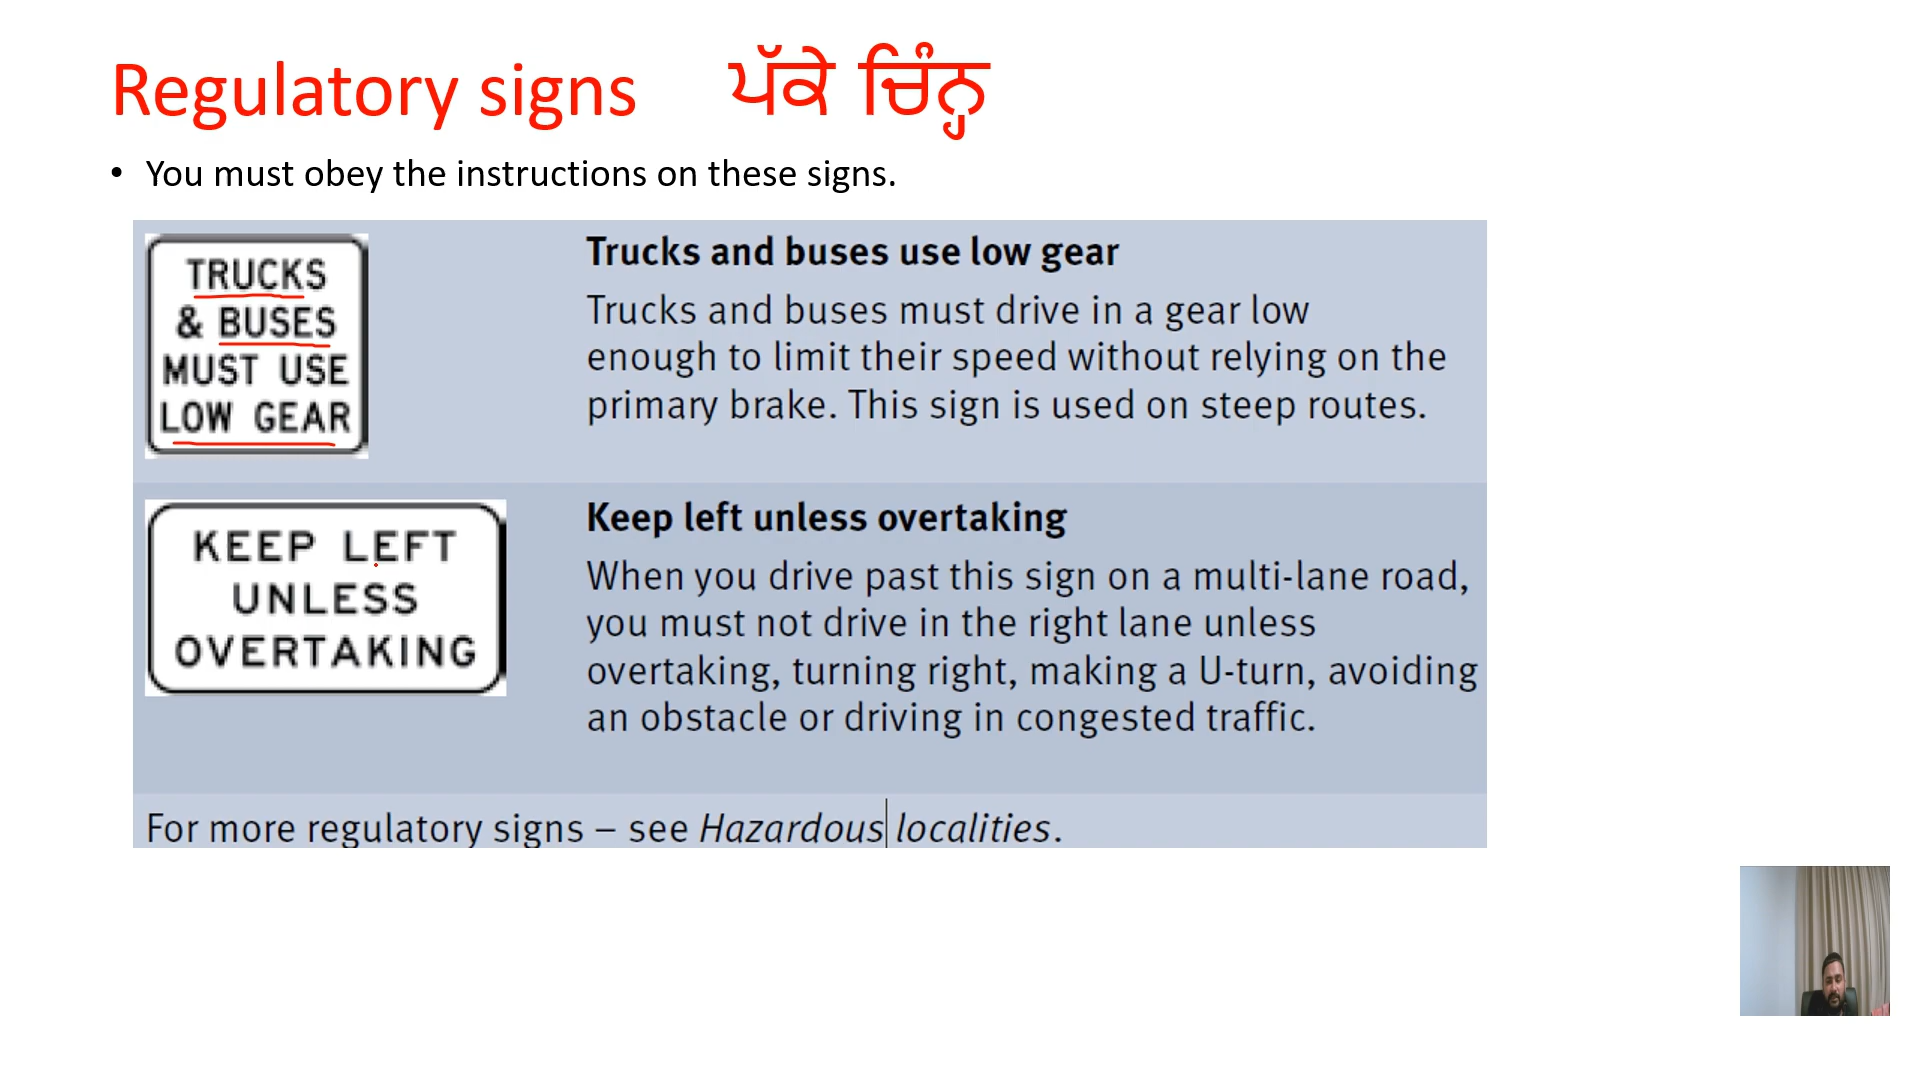 Regulatory signs ਪੱਕੇ ਚਿੰਨ੍ਹ
• You must obey the instructions on these signs.
TRUCKS
& BUSES
MUST USE
LOW GEAR
Trucks and buses use low gear
Trucks and buses must drive in a gear low
enough to limit their speed without relying on the
primary brake. This sign is used on steep routes.
KEEP LEFT
UNLESS
OVERTAKING
Keep left unless overtaking
When you drive past this sign on a multi-lane road,
you must not drive in the right lane unless
overtaking, turning right, making a U-turn, avoiding
an obstacle or driving in congested traffic.
For more regulatory signs – see Hazardous localities.